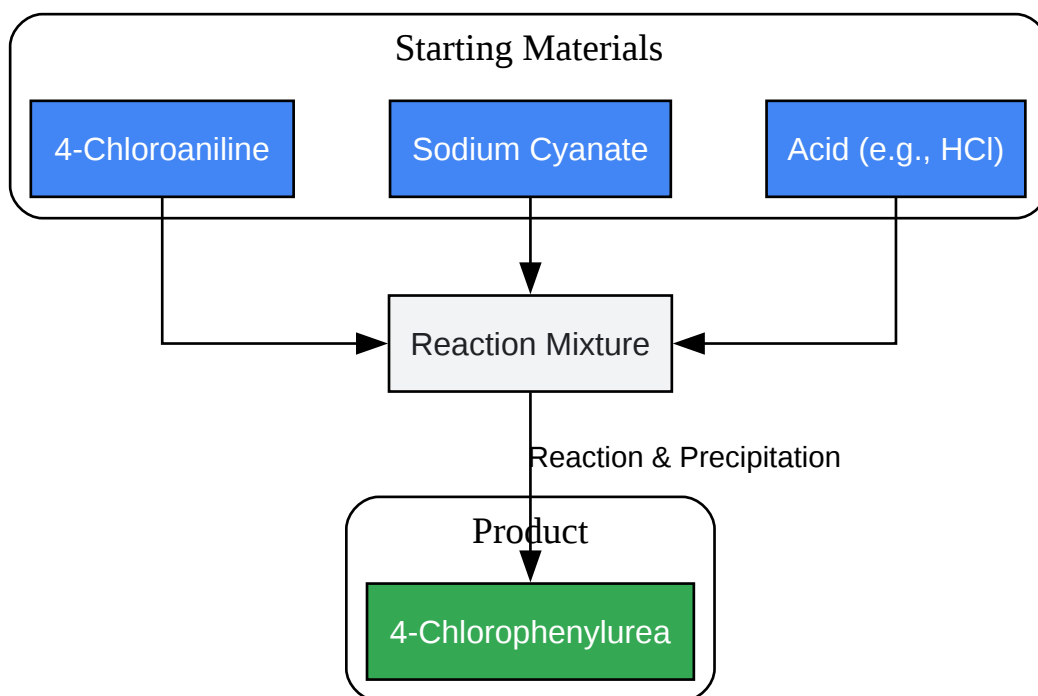 Starting Materials
4-Chloroaniline
Sodium Cyanate
Acid (e.g., HCl)
Reaction Mixture
Reaction & Precipitation
Product
4-Chlorophenylurea